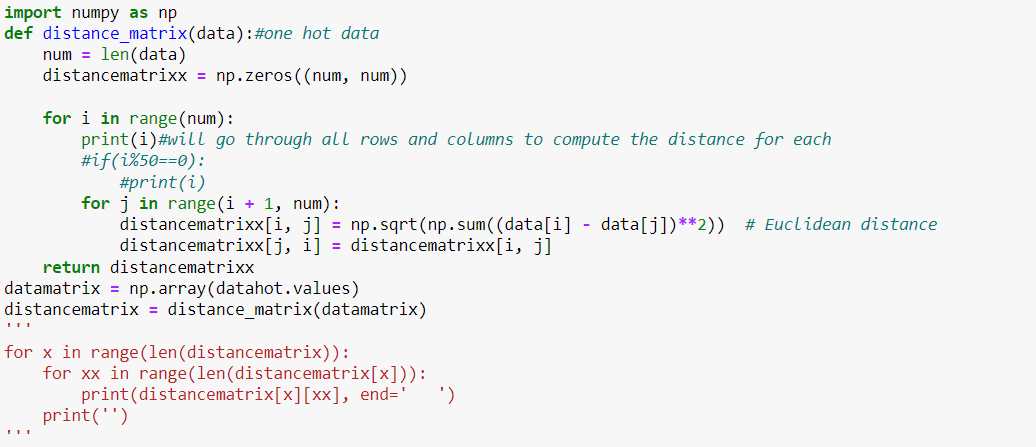 import numpy as np
def distance_matrix(data):#one hot data
    num = len(data)
    distancematrixx = np.zeros((num, num))

    for i in range(num):
        print(i)#will go through all rows and columns to compute the distance for each
        #if(i%50==0):
            #print(i)
        for j in range(i + 1, num):
            distancematrixx[i, j] = np.sqrt(np.sum((data[i] - data[j])**2))  # Euclidean distance
            distancematrixx[j, i] = distancematrixx[i, j]
    return distancematrixx
datamatrix = np.array(datahot.values)
distancematrix = distance_matrix(datamatrix)
'''
for x in range(len(distancematrix)):
    for xx in range(len(distancematrix[x])):
        print(distancematrix[x][xx], end='   ')
    print('')
'''